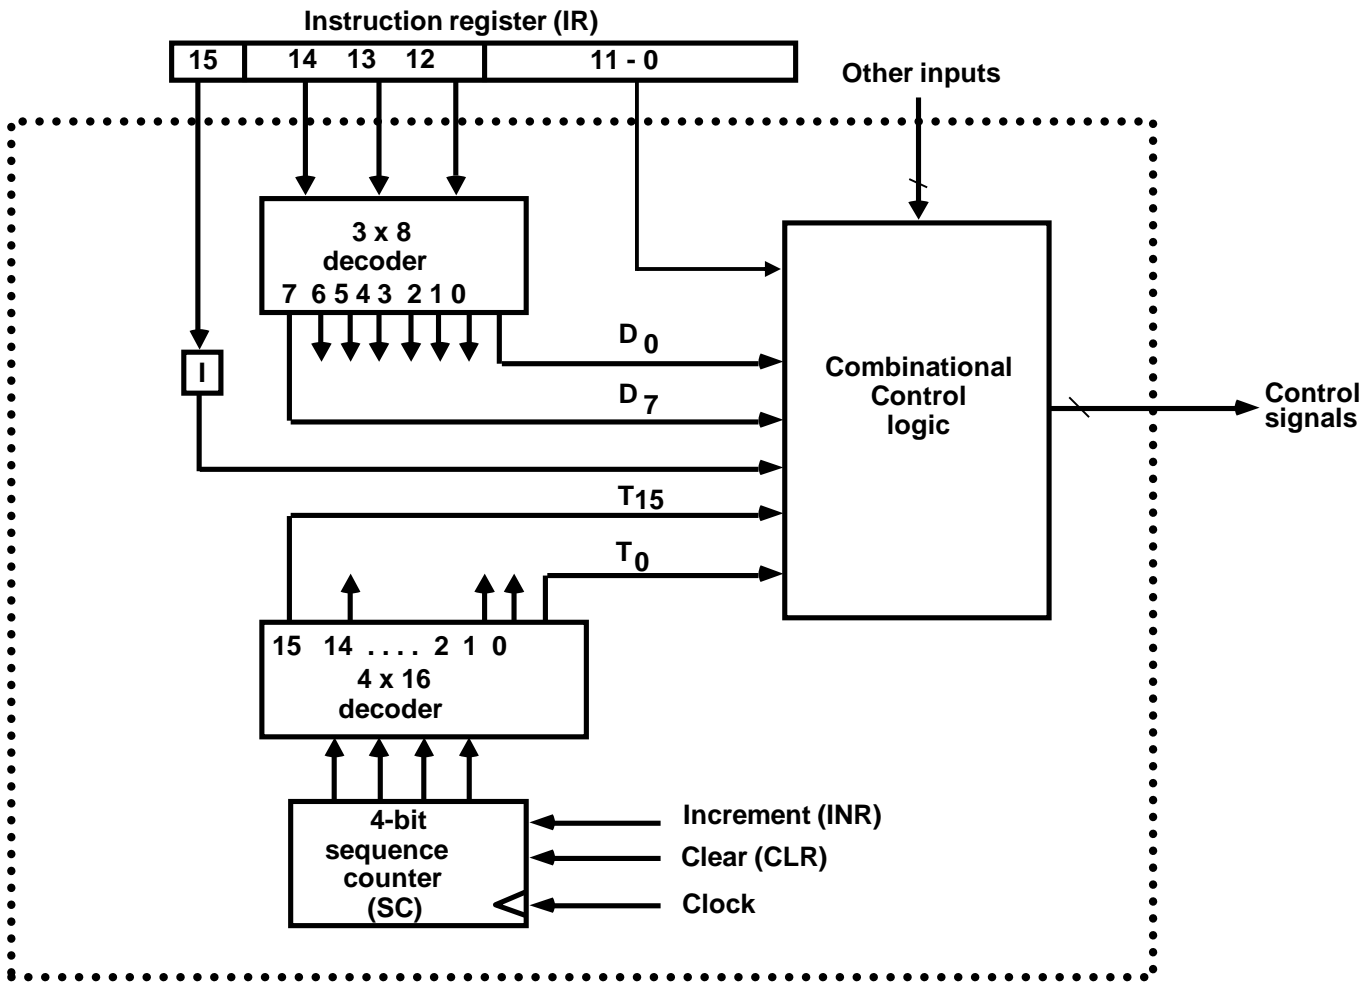 Instruction register (IR)
15 14 13 12 11 - 0
Other inputs
3 x 8
decoder
7 6 5 4 3 2 1 0
D 0
I
D 7
Combinational
Control
logic
Control
signals
T15
T0
15 14 . . . . 2 1 0
4 x 16
decoder
4-bit
sequence
counter
(SC)
Increment (INR)
Clear (CLR)
Clock